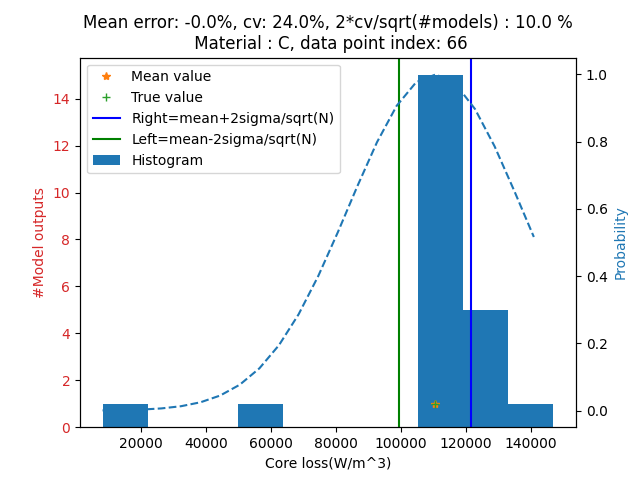 Mean error: -0.0%, cv: 24.0%, 2*cv/sqrt(#models) : 10.0 %
Material : C, data point index: 66
Mean value
True value
Right=mean+2sigma/sqrt(N)
Left=mean-2sigma/sqrt(N)
Histogram
#Model outputs
14
12
10
8
6
4
2
0
1.0
0.8
0.6
0.4
0.2
0.0
Probability
20000 40000 60000 80000 100000 120000 140000
Core loss(W/m^3)